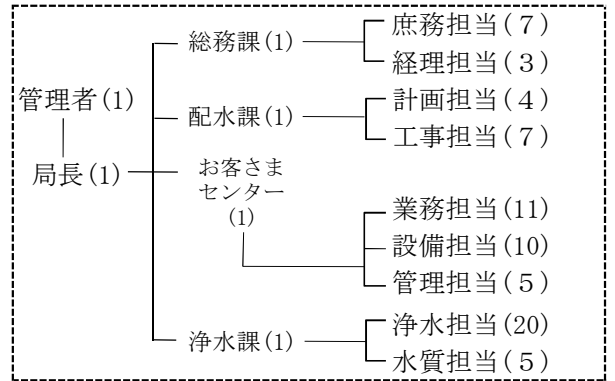 管理者(1)
局長(1)
総務課(1)
庶務担当(７)
経理担当(３)
配水課(1)
計画担当(４)
工事担当(７)
お客さま
センター
(1)
業務担当(11)
設備担当(10)
管理担当(５)
浄水課(1)
浄水担当(20)
水質担当(５)